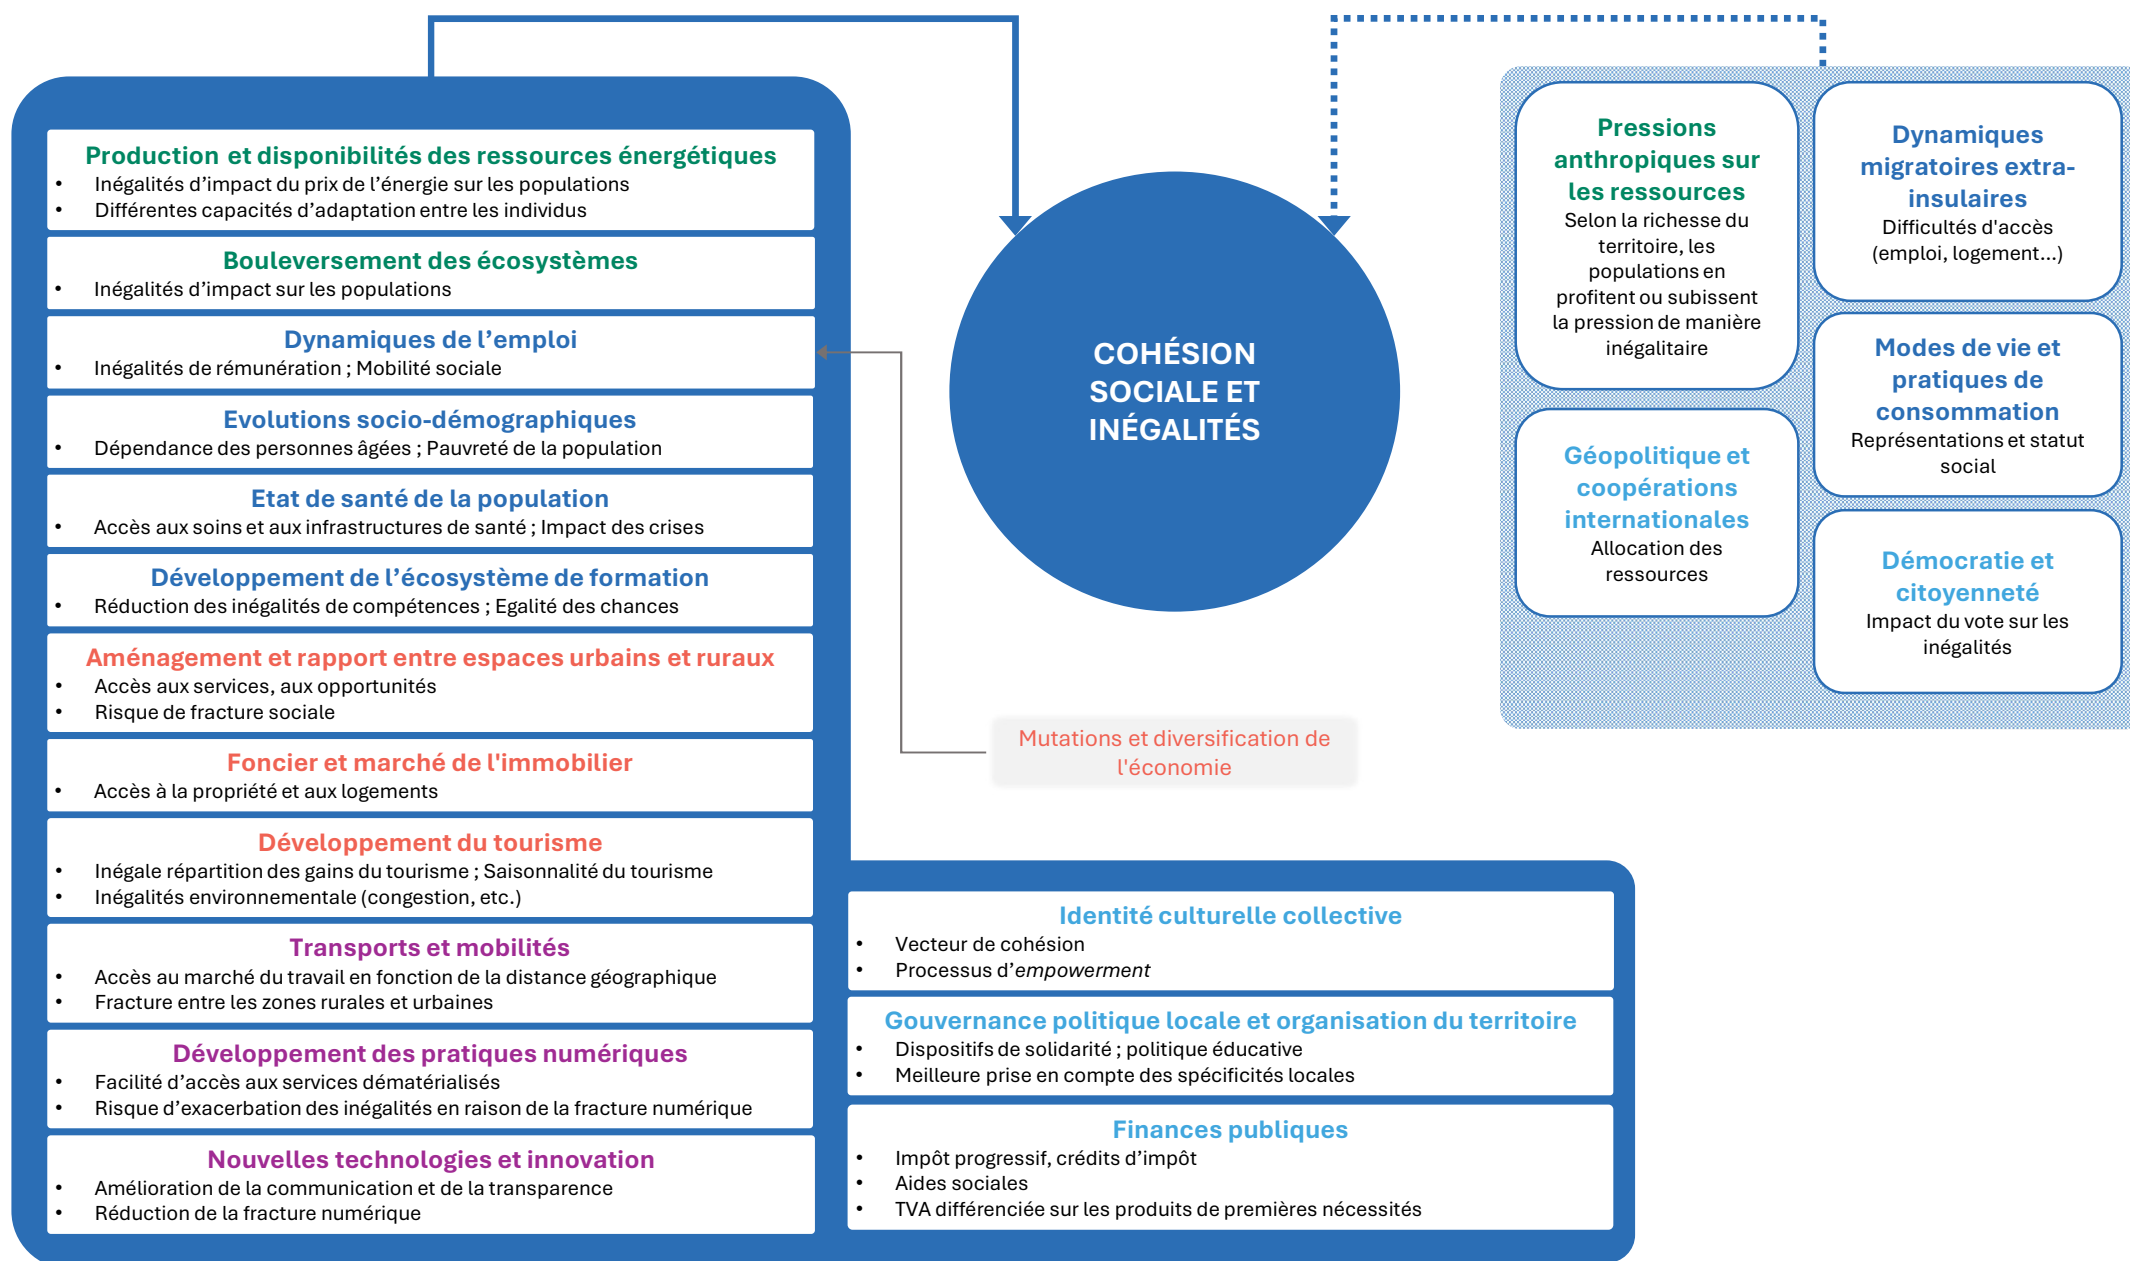 Production et disponibilités des ressources énergétiques
• Inégalités d’impact du prix de l’énergie sur les populations
• Différentes capacités d’adaptation entre les individus
Bouleversement des écosystèmes
• Inégalités d’impact sur les populations
Dynamiques de l’emploi
• Inégalités de rémunération ; Mobilité sociale
Evolutions socio-démographiques
• Dépendance des personnes âgées ; Pauvreté de la population
Etat de santé de la population
• Accès aux soins et aux infrastructures de santé ; Impact des crises
Développement de l’écosystème de formation
• Réduction des inégalités de compétences ; Egalité des chances
Aménagement et rapport entre espaces urbains et ruraux
• Accès aux services, aux opportunités
• Risque de fracture sociale
Foncier et marché de l'immobilier
• Accès à la propriété et aux logements
Développement du tourisme
• Inégale répartition des gains du tourisme ; Saisonnalité du tourisme
• Inégalités environnementale (congestion, etc.)
Transports et mobilités
• Accès au marché du travail en fonction de la distance géographique
• Fracture entre les zones rurales et urbaines
Développement des pratiques numériques
• Facilité d’accès aux services dématérialisés
• Risque d’exacerbation des inégalités en raison de la fracture numérique
Nouvelles technologies et innovation
• Amélioration de la communication et de la transparence
• Réduction de la fracture numérique
Identité culturelle collective
• Vecteur de cohésion
• Processus d’empowerment
Gouvernance politique locale et organisation du territoire
• Dispositifs de solidarité ; politique éducative
• Meilleure prise en compte des spécificités locales
Finances publiques
• Impôt progressif, crédits d’impôt
• Aides sociales
• TVA différenciée sur les produits de premières nécessités
COHÉSION
SOCIALE ET
INÉGALITÉS
Mutations et diversification de
l'économie
Pressions
anthropiques sur
les ressources
Selon la richesse du
territoire, les
populations en
profitent ou subissent
la pression de manière
inégalitaire
Géopolitique et
coopérations
internationales
Allocation des
ressources
Dynamiques
migratoires extra-
insulaires
Difficultés d'accès
(emploi, logement...)
Modes de vie et
pratiques de
consommation
Représentations et statut
social
Démocratie et
citoyenneté
Impact du vote sur les
inégalités